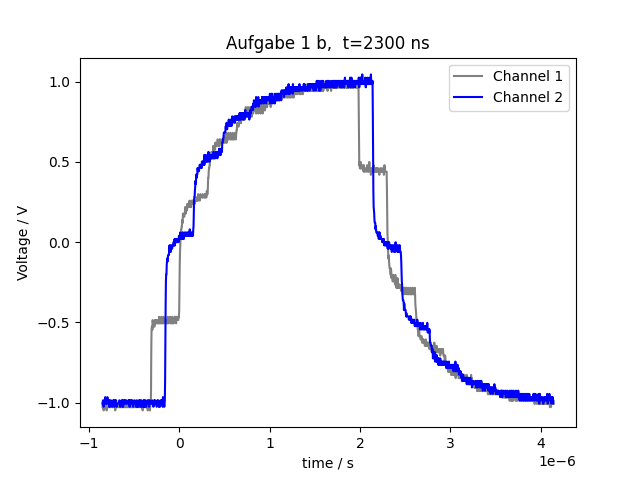 Aufgabe 1 b,  t=2300 ns
Channel 1
Channel 2
Voltage / V
1.0
0.5
0.0
−0.5
−1.0
−1
0
1
2
3
4
time / s
1e−6